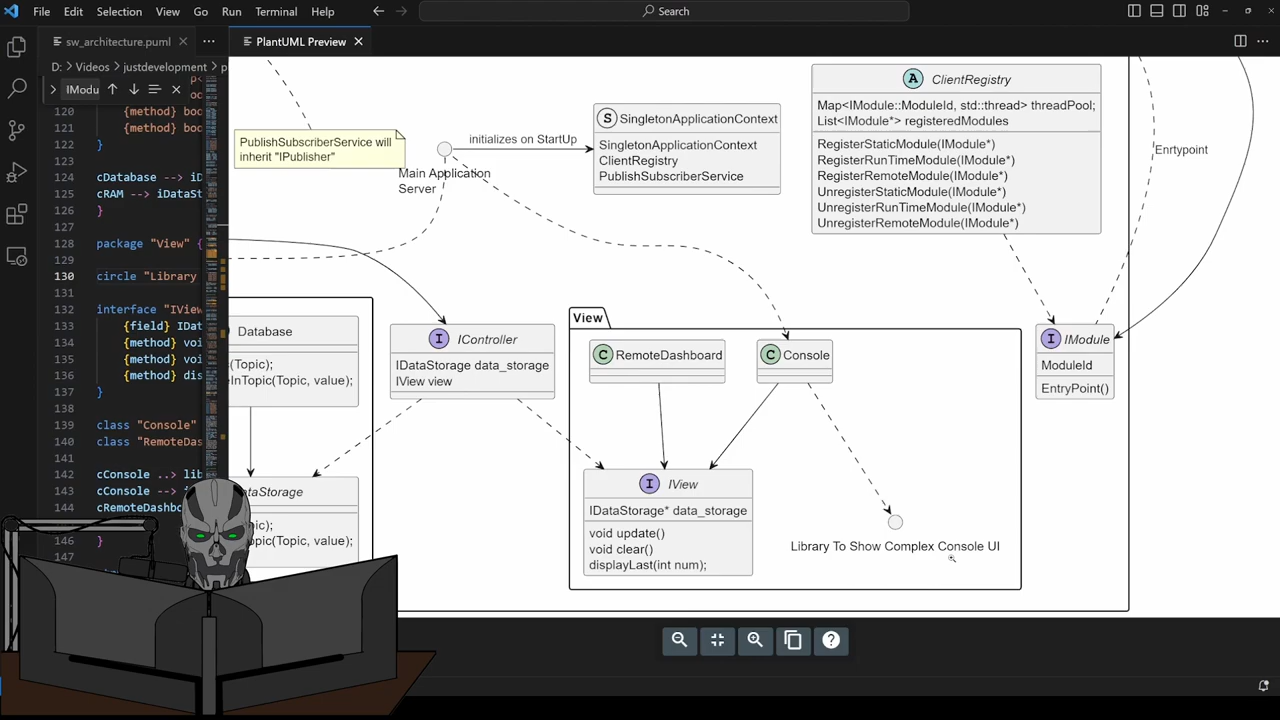 File Edit Selection View Go Run Terminal Help
Search
sw_architecture.puml
PlantUML Preview
D: > Videos > justdevelopment >
IModu
120
121
122
124
125
126
127
128
129
130
131
132
133
134
135
136
137
138
139
140
142
143
144
146
147
{method}
{method}
}
cDatabase --> iD
cRAM --> iDataSt
}
package "View" {
circle "Library
interface "IView
{field} IDat
{method} voi
{method} voi
{method} dis
}
class "Console"
class "RemoteDas
cConsole ..> lib
cConsole -->
cRemoteDashb
}
PublishSubscriberService will
inherit "IPublisher"
Main Application
Server
initializes on StartUp
S SingletonApplicationContext
SingletonApplicationContext
ClientRegistry
PublishSubscriberService
A ClientRegistry
Map<IModule::ModuleId, std::thread> threadPool;
List<IModule*> registeredModules
RegisterStaticModule(IModule*)
RegisterRunTimeModule(IModule*)
RegisterRemoteModule(IModule*)
UnregisterStaticModule(IModule*)
UnregisterRunTimeModule(IModule*)
UnregisterRemoteModule(IModule*)
Enrtypoint
Database
(Topic);
InTopic(Topic, value);
I IController
IDataStorage data_storage
IView view
View
C RemoteDashboard
C Console
I IModule
ModuleId
EntryPoint()
ataStorage
opic);
opic(Topic, value);
I IView
IDataStorage* data_storage
void update()
void clear()
displayLast(int num);
Library To Show Complex Console UI